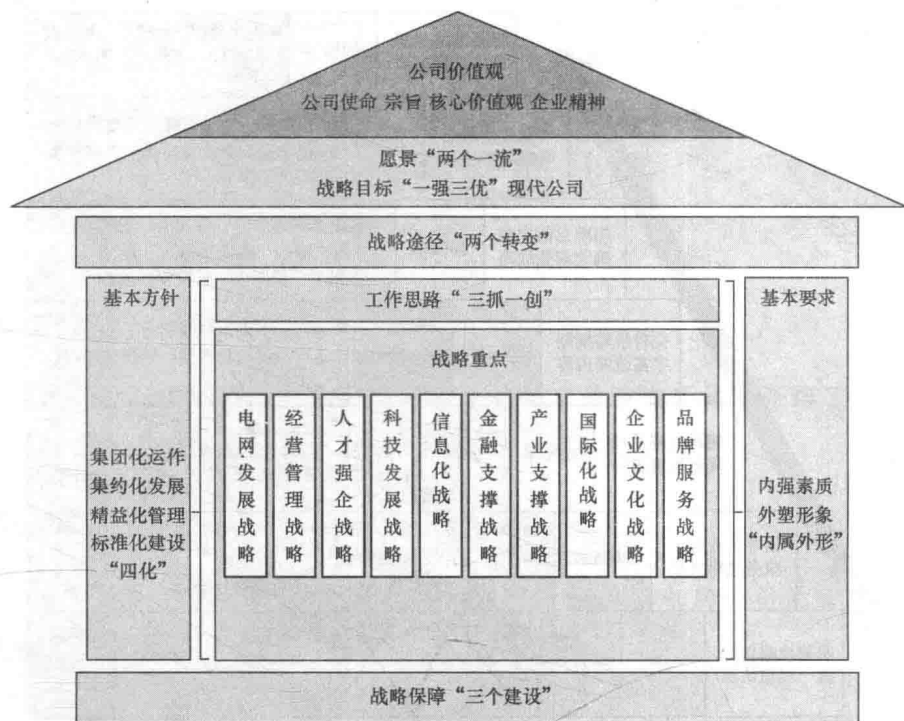 公司价值观
公司使命 宗旨 核心价值观 企业精神
愿景“两个一流”
战略目标“一强三优”现代公司
战略途径“两个转变”
基本方针
集团化运作
集约化发展
精益化管理
标准化建设
“四化”
工作思路“三抓一创”
战略重点
电网发展战略
经营管理战略
人才强企战略
科技发展战略
信息化战略
金融支撑战略
产业支撑战略
国际化战略
企业文化战略
品牌服务战略
基本要求
内强素质
外塑形象
“内属外形”
战略保障“三个建设”